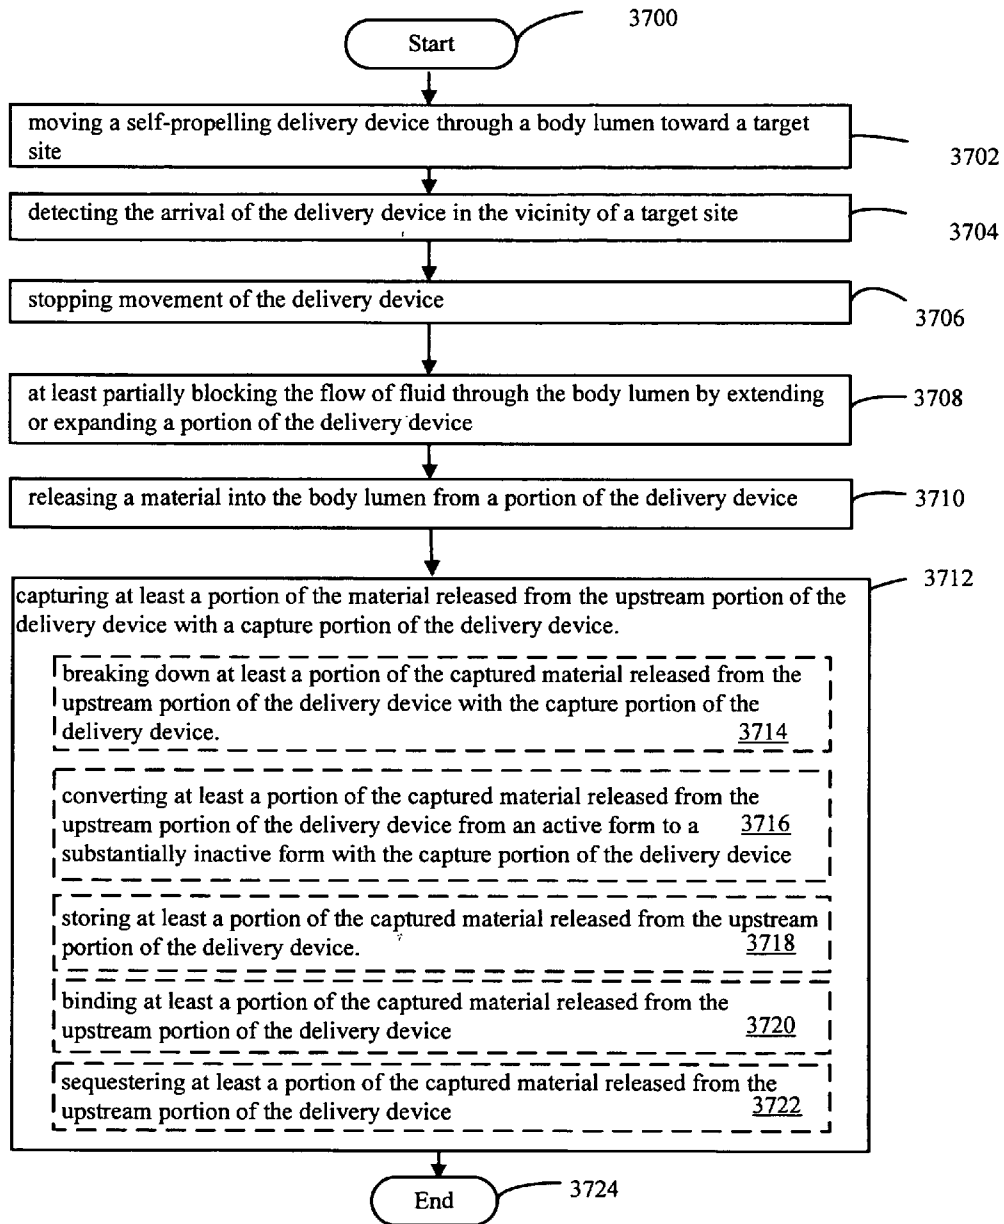 3700
Start
moving a self-propelling delivery device through a body lumen toward a target
site
3702
detecting the arrival of the delivery device in the vicinity of a target site
3704
stopping movement of the delivery device
3706
at least partially blocking the flow of fluid through the body lumen by extending
or expanding a portion of the delivery device
3708
releasing a material into the body lumen from a portion of the delivery device
3710
3712
capturing at least a portion of the material released from the upstream portion of the
delivery device with a capture portion of the delivery device.
breaking down at least a portion of the captured material released from the
upstream portion of the delivery device with the capture portion of the
delivery device.
3714
converting at least a portion of the captured material released from the
upstream portion of the delivery device from an active form to a
3716
substantially inactive form with the capture portion of the delivery device
storing at least a portion of the captured material released from the upstream
portion of the delivery device.
3718
binding at least a portion of the captured material released from the
upstream portion of the delivery device
3720
sequestering at least a portion of the captured material released from the
upstream portion of the delivery device
3722
End
3724